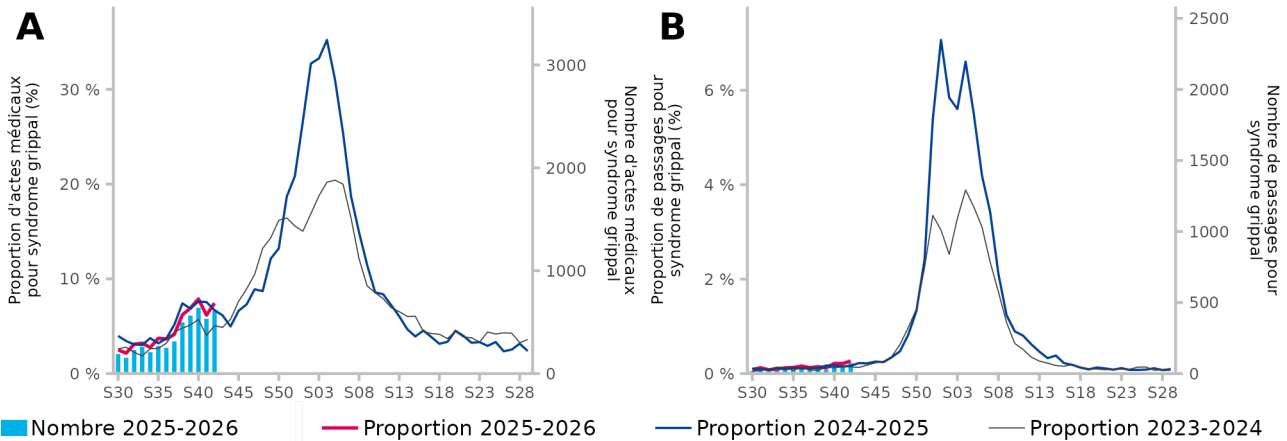 A
Proportion d'actes médicaux
pour syndrome grippal (%)
30 %
20 %
10 %
0 %
3000
2000
1000
0
Nombre d'actes médicaux
pour syndrome grippal
S30 S35 S40 S45 S50 S03 S08 S13 S18 S23 S28
B
Proportion de passages pour
syndrome grippal (%)
6 %
4 %
2 %
0 %
2500
2000
1500
1000
500
0
Nombre de passages pour
syndrome grippal
S30 S35 S40 S45 S50 S03 S08 S13 S18 S23 S28
Nombre 2025-2026 Proportion 2025-2026 Proportion 2024-2025 Proportion 2023-2024